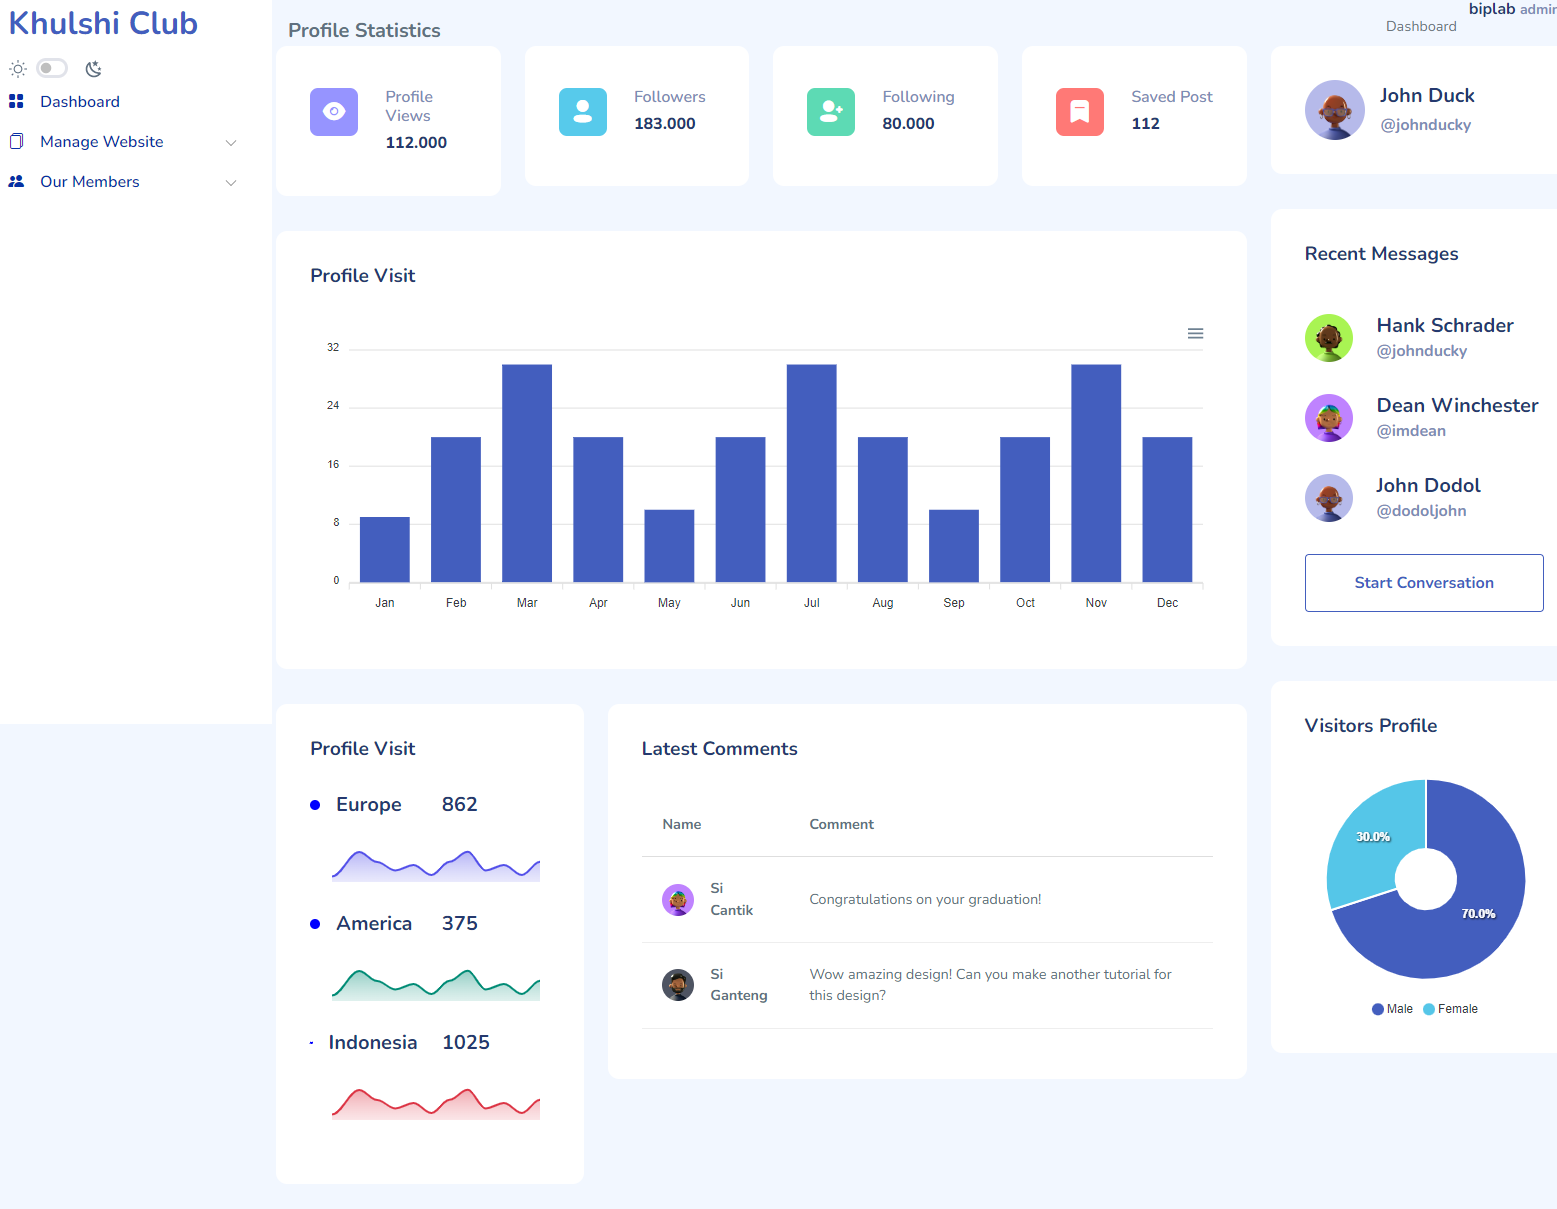 Khulshi Club
Dashboard
Manage Website
Our Members
Profile Statistics
biplab admin
Dashboard
Profile
Views
112.000
Followers
183.000
Following
80.000
Saved Post
112
John Duck
@johnducky
Profile Visit
32
24
16
8
0
Jan Feb Mar Apr May Jun Jul Aug Sep Oct Nov Dec
Recent Messages
Hank Schrader
@johnducky
Dean Winchester
@imdean
John Dodol
@dodoljohn
Start Conversation
Profile Visit
Europe 862
America 375
Indonesia 1025
Latest Comments
Name Comment
Si
Cantik
Congratulations on your graduation!
Si
Ganteng
Wow amazing design! Can you make another tutorial for
this design?
Visitors Profile
30.0%
70.0%
Male Female